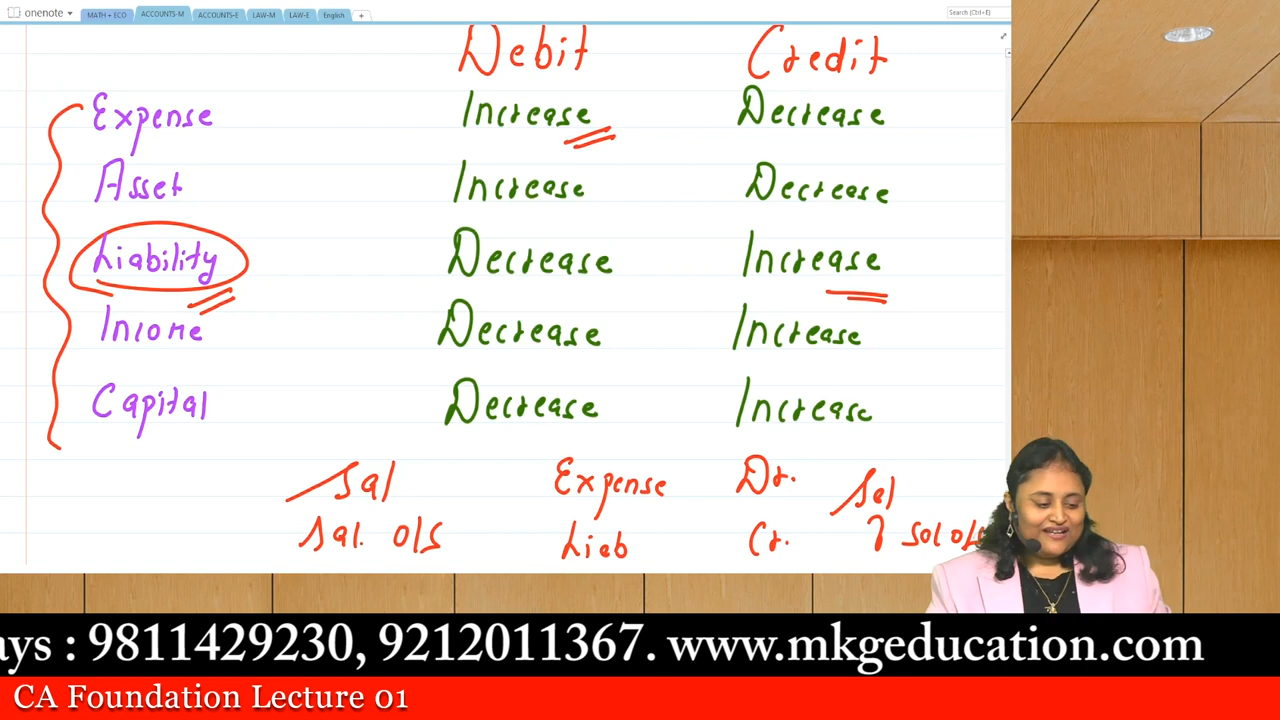 onenote MATH + ECO ACCOUNTS-M ACCOUNTS-E LAW-M LAW-E English + Search (Ctrl+E)
Debit Credit
Expense Increase Decrease
Asset Increase Decrease
Liability Decrease Increase
Income Decrease Increase
Capital Decrease Increase
Sal Expense Dr. Sal
Sal. O/S Liab Cr. Sal O/s
ays : 9811429230, 9212011367. www.mkgeducation.com
CA Foundation Lecture 01